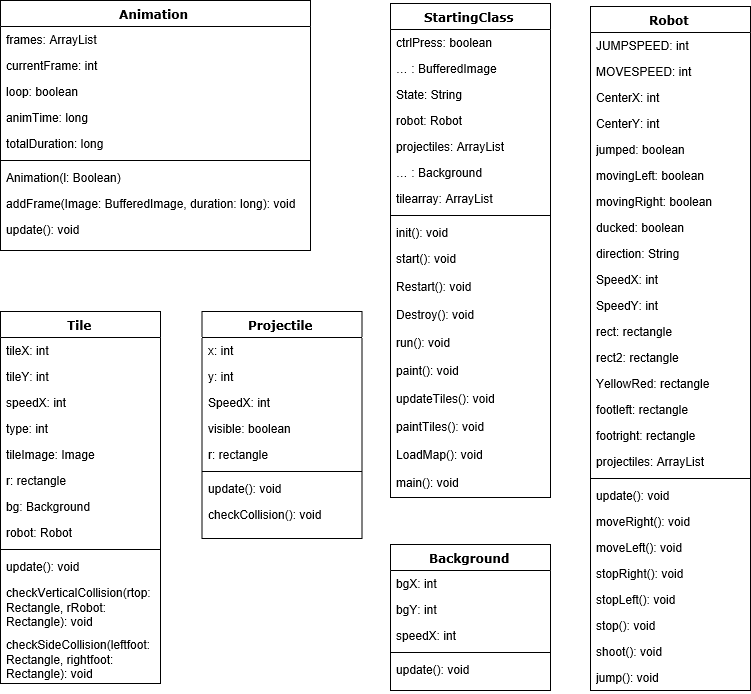 Animation
frames: ArrayList
currentFrame: int
loop: boolean
animTime: long
totalDuration: long
Animation(l: Boolean)
addFrame(Image: BufferedImage, duration: long): void
update(): void
StartingClass
ctrlPress: boolean
... : BufferedImage
State: String
robot: Robot
projectiles: ArrayList
... : Background
tilearray: ArrayList
init(): void
start(): void
Restart(): void
Destroy(): void
run(): void
paint(): void
updateTiles(): void
paintTiles(): void
LoadMap(): void
main(): void
Robot
JUMPSPEED: int
MOVESPEED: int
CenterX: int
CenterY: int
jumped: boolean
movingLeft: boolean
movingRight: boolean
ducked: boolean
direction: String
SpeedX: int
SpeedY: int
rect: rectangle
rect2: rectangle
YellowRed: rectangle
footleft: rectangle
footright: rectangle
projectiles: ArrayList
update(): void
moveRight(): void
moveLeft(): void
stopRight(): void
stopLeft(): void
stop(): void
shoot(): void
jump(): void
Tile
tileX: int
tileY: int
speedX: int
type: int
tileImage: Image
r: rectangle
bg: Background
robot: Robot
update(): void
checkVerticalCollision(rtop:
Rectangle, rRobot:
Rectangle): void
checkSideCollision(leftfoot:
Rectangle, rightfoot:
Rectangle): void
Projectile
x: int
y: int
SpeedX: int
visible: boolean
r: rectangle
update(): void
checkCollision(): void
Background
bgX: int
bgY: int
speedX: int
update(): void